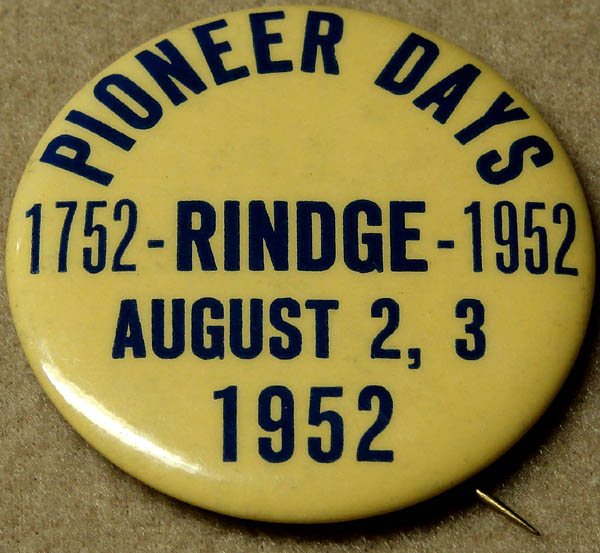 PIONEER DAYS
1752-RINDGE-1952
AUGUST 2, 3
1952